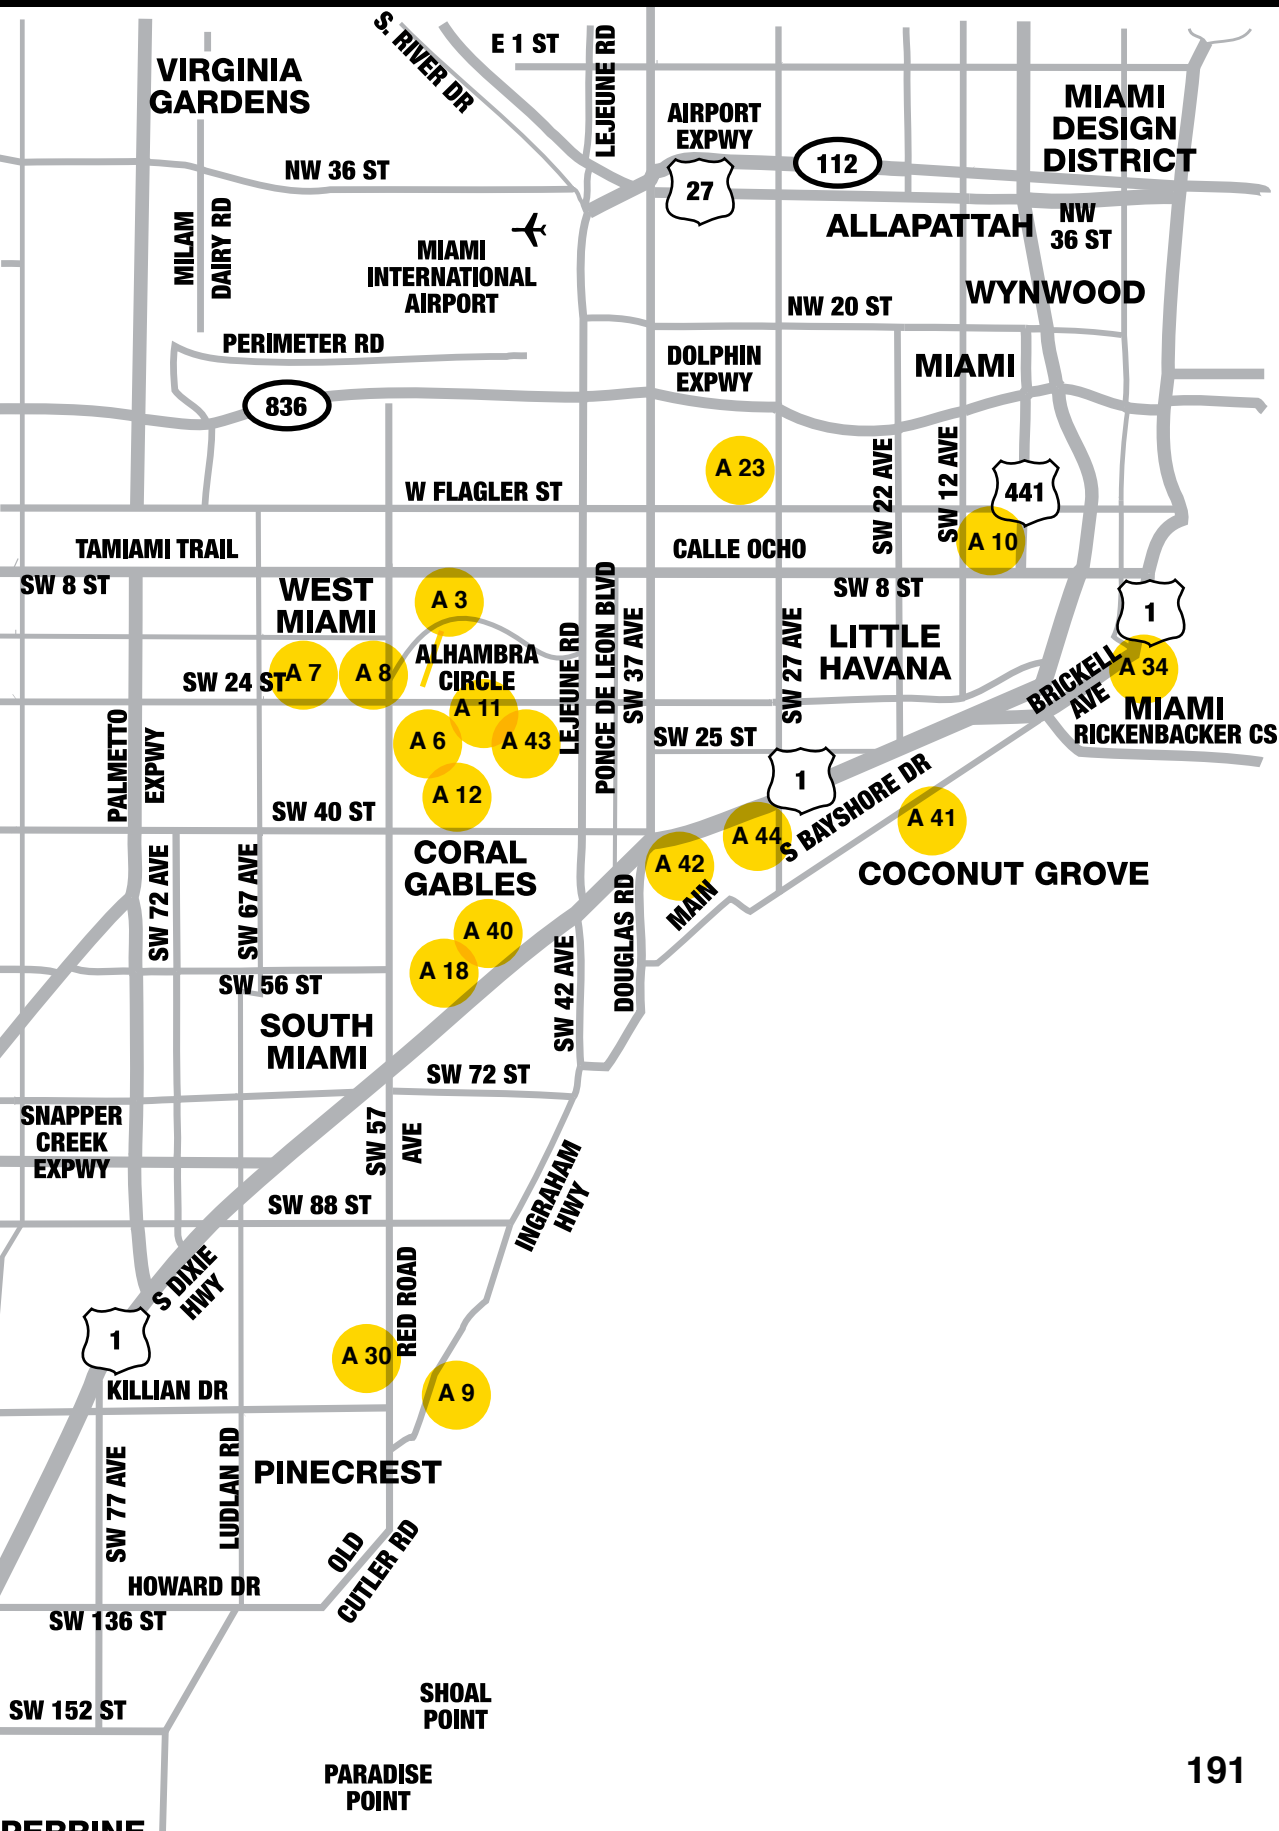 S. RIVER DR
E 1 ST
LEJEUNE RD
VIRGINIA
GARDENS
AIRPORT
EXPWY
112
27
MIAMI
DESIGN
DISTRICT
NW 36 ST
ALLAPATTAH
NW
36 ST
MILAM
DAIRY RD
MIAMI
INTERNATIONAL
AIRPORT
WYNWOOD
NW 20 ST
PERIMETER RD
DOLPHIN
EXPWY
MIAMI
836
A 23
W FLAGLER ST
SW 22 AVE
SW 12 AVE
441
A 10
TAMIAMI TRAIL
CALLE OCHO
SW 8 ST
SW 8 ST
WEST
MIAMI
A 3
LITTLE
HAVANA
1
A 34
BRICKELL
AVE
MIAMI
RICKENBACKER CS
SW 24 ST
A 7
A 8
ALHAMBRA
CIRCLE
A 11
A 6
A 43
A 12
LEJEUNE RD
PONCE DE LEON BLVD
SW 37 AVE
SW 27 AVE
SW 25 ST
1
PALMETTO
EXPWY
SW 40 ST
S BAYSHORE DR
A 41
A 44
A 42
MAIN
COCONUT GROVE
CORAL
GABLES
SW 72 AVE
SW 67 AVE
A 40
A 18
SW 42 AVE
DOUGLAS RD
SW 56 ST
SOUTH
MIAMI
SW 72 ST
SNAPPER
CREEK
EXPWY
SW 57
AVE
INGRAHAM
HWY
SW 88 ST
S DIXIE
HWY
RED ROAD
1
A 30
A 9
KILLIAN DR
SW 77 AVE
LUDLAN RD
PINECREST
OLD
CUTLER RD
HOWARD DR
SW 136 ST
SW 152 ST
SHOAL
POINT
PARADISE
POINT
191
PERRINE